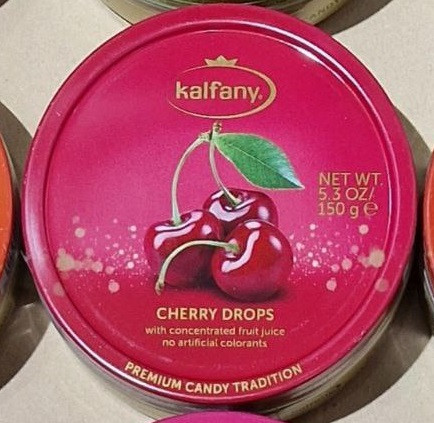 kalfany®
NET WT.
5.3 OZ/
150 g ℮
CHERRY DROPS
with concentrated fruit juice
no artificial colorants
PREMIUM CANDY TRADITION